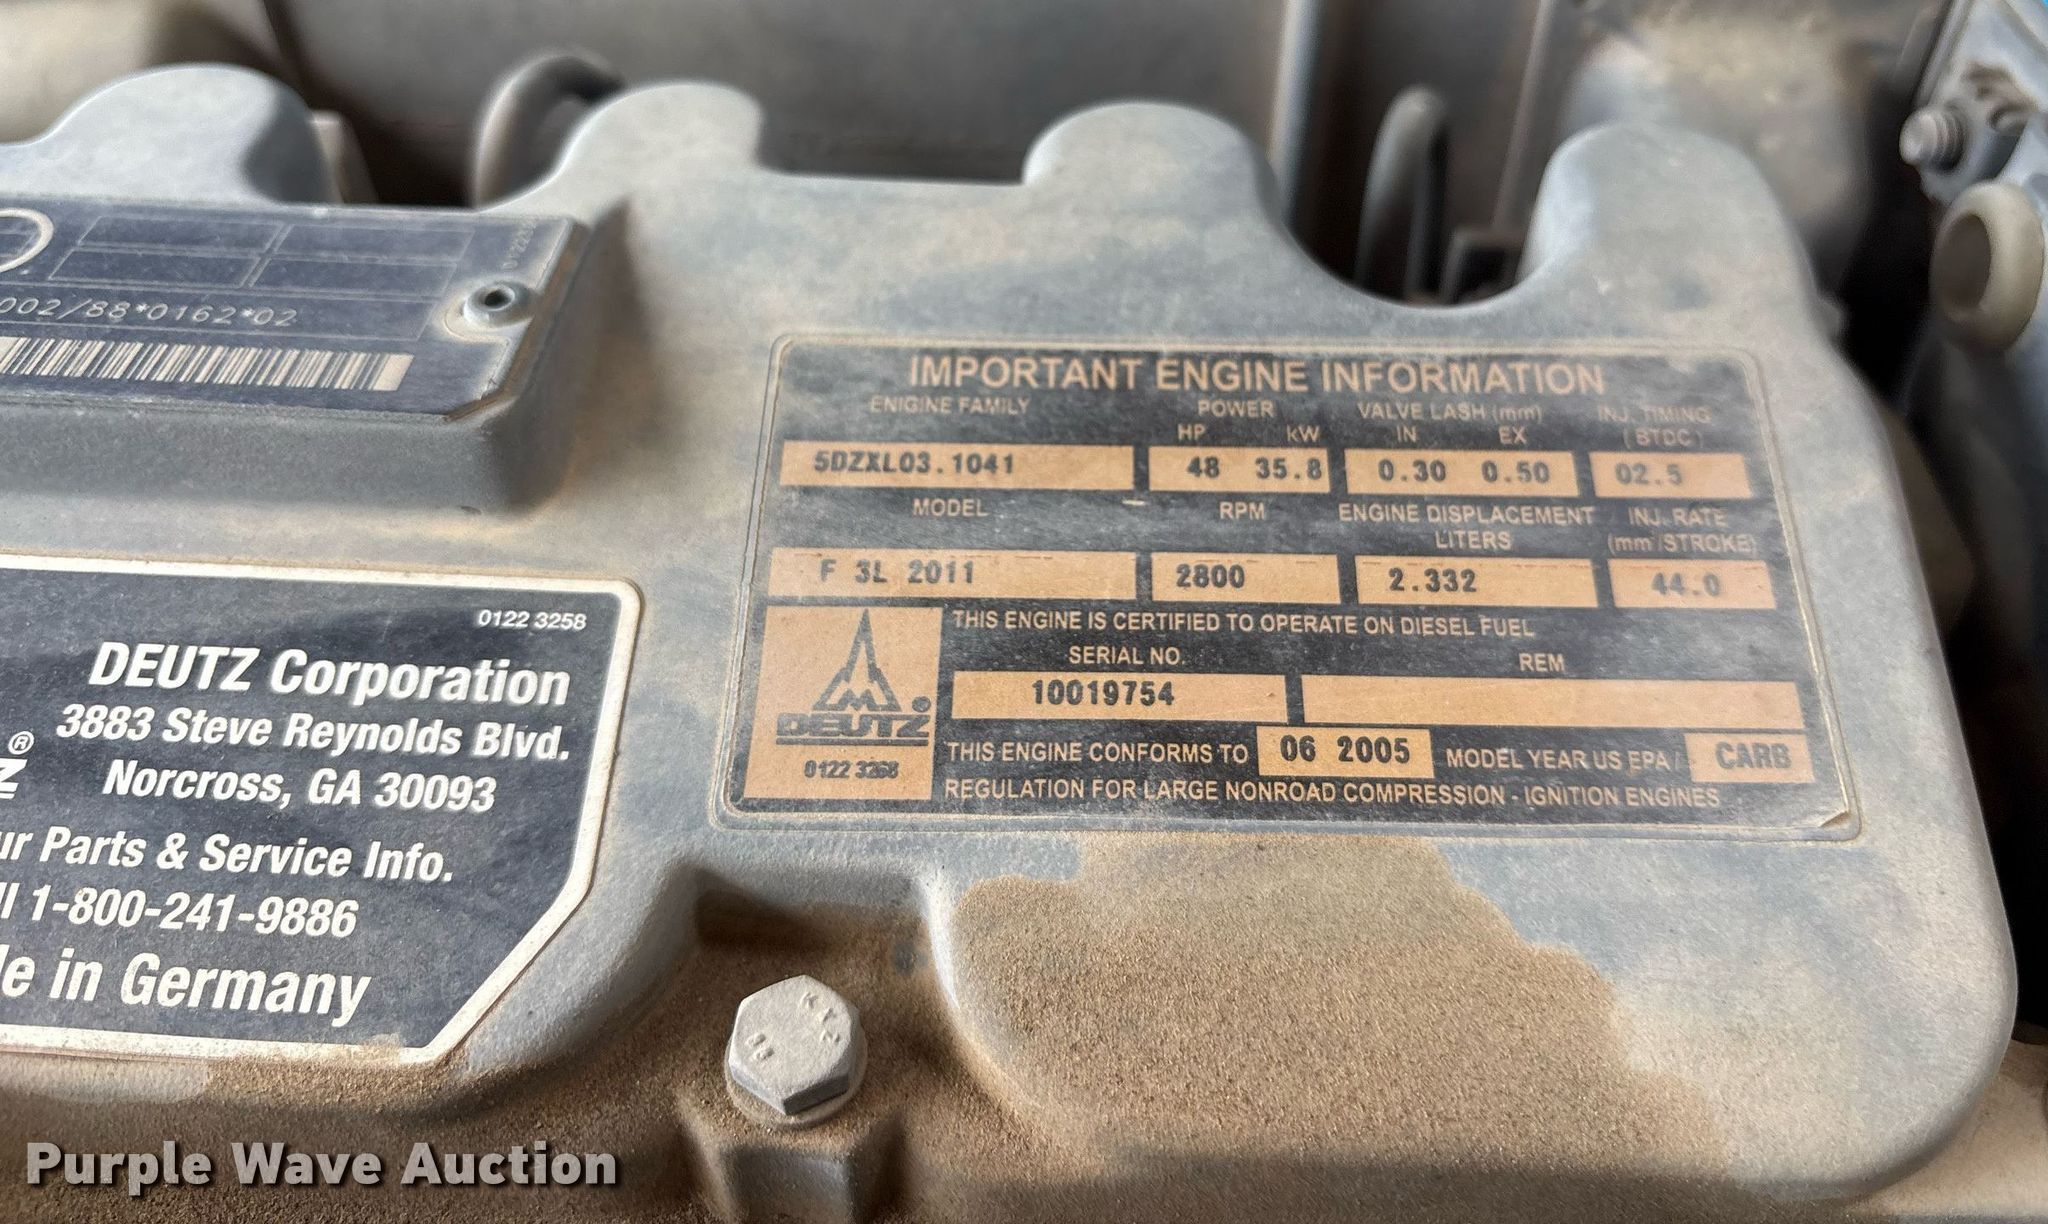 002/88*0162*02
0122 3258
DEUTZ Corporation
3883 Steve Reynolds Blvd.
Norcross, GA 30093
®
Parts & Service Info.
1-800-241-9886
in Germany
IMPORTANT ENGINE INFORMATION
ENIGINE FAMILY POWER VALVE LASH (mm) INJ. TIMING
HP kW IN EX (BTDC)
5DZXL03.1041 48 35.8 0.30 0.50 02.5
MODEL RPM ENGINE DISPLACEMENT INJ. RATE
LITERS (mm /STROKE)
F 3L 2011 2800 2.332 44.0
THIS ENGINE IS CERTIFIED TO OPERATE ON DIESEL FUEL
SERIAL NO. REM
10019754
DEUTZ
0122 3268
THIS ENGINE CONFORMS TO 06 2005 MODEL YEAR US EPA / CARB
REGULATION FOR LARGE NONROAD COMPRESSION - IGNITION ENGINES
KYZ
8.8
Purple Wave Auction